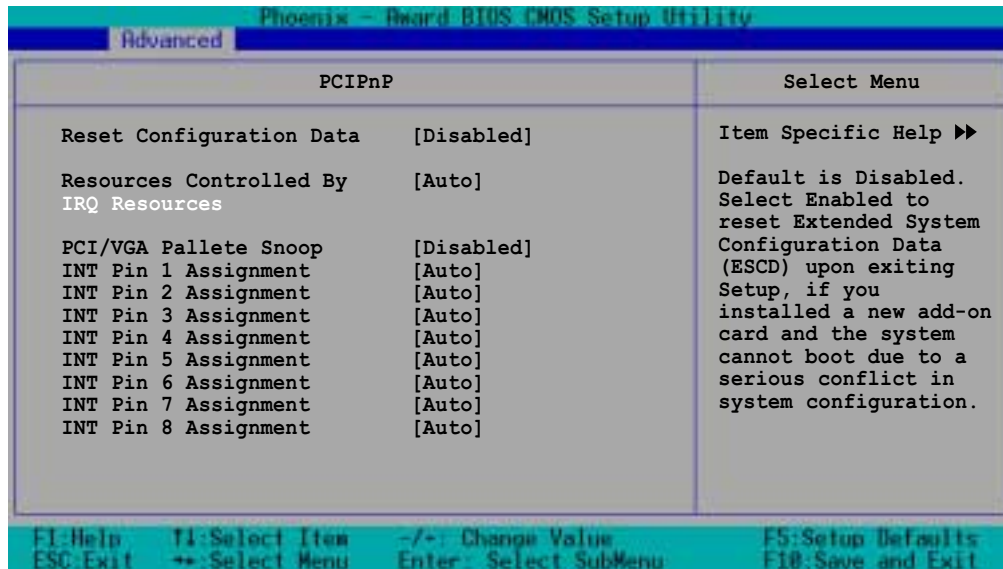 Phoenix - Award BIOS CMOS Setup Utility
Advanced
PCIPnP
Select Menu
Reset Configuration Data [Disabled]
Resources Controlled By [Auto]
IRQ Resources
PCI/VGA Pallete Snoop [Disabled]
INT Pin 1 Assignment [Auto]
INT Pin 2 Assignment [Auto]
INT Pin 3 Assignment [Auto]
INT Pin 4 Assignment [Auto]
INT Pin 5 Assignment [Auto]
INT Pin 6 Assignment [Auto]
INT Pin 7 Assignment [Auto]
INT Pin 8 Assignment [Auto]
Item Specific Help ▶▶
Default is Disabled.
Select Enabled to
reset Extended System
Configuration Data
(ESCD) upon exiting
Setup, if you
installed a new add-on
card and the system
cannot boot due to a
serious conflict in
system configuration.
F1:Help ↑↓:Select Item -/+: Change Value F5:Setup Defaults
ESC:Exit ↔:Select Menu Enter: Select SubMenu F10:Save and Exit